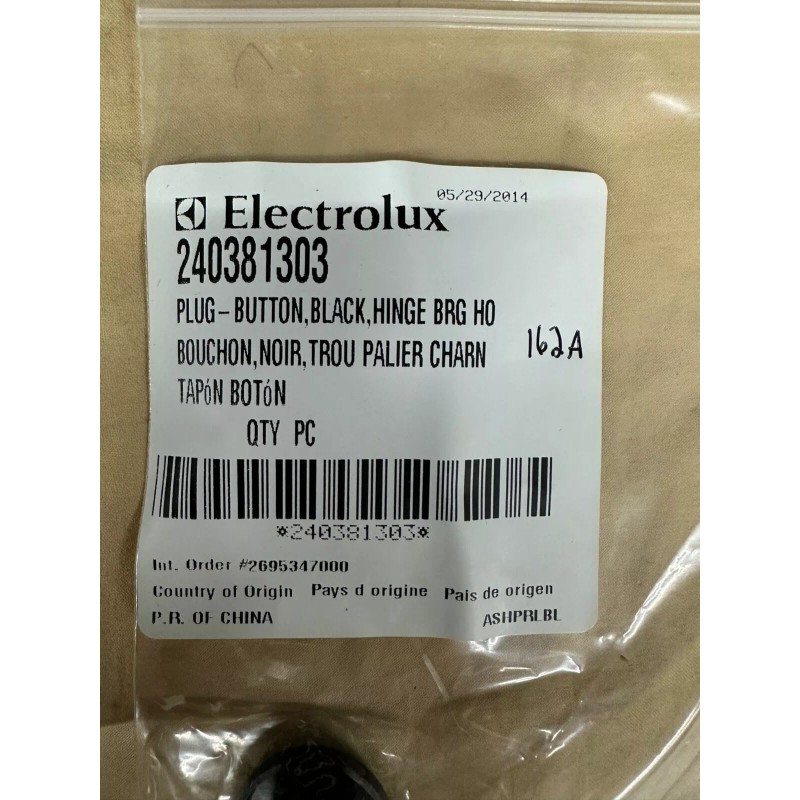 05/29/2014
Electrolux
240381303
PLUG-BUTTON,BLACK,HINGE BRG HO
BOUCHON,NOIR,TROU PALIER CHARN
162A
TAPóN BOTóN
QTY PC
*240381303*
Int. Order #2695347000
Country of Origin Pays d origine Pais de origen
P.R. OF CHINA ASHPRLBL